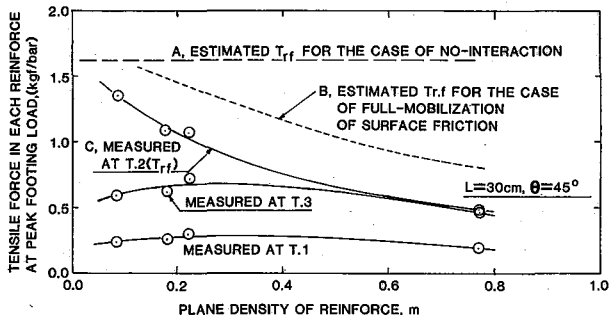 TENSILE FORCE IN EACH REINFORCE
AT PEAK FOOTING LOAD,(kgf/bar)
2.0
1.5
1.0
0.5
0.0
A, ESTIMATED Trf FOR THE CASE OF NO-INTERACTION
B, ESTIMATED Tr.f FOR THE CASE
OF FULL-MOBILIZATION
OF SURFACE FRICTION
C, MEASURED
AT T.2(Trf)
L=30cm, θ=45°
MEASURED AT T.3
MEASURED AT T.1
0.0 0.2 0.4 0.6 0.8 1.0
PLANE DENSITY OF REINFORCE, m